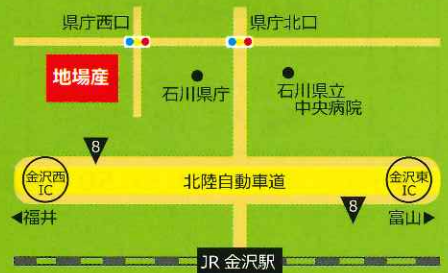 県庁西口
県庁北口
地場産
石川県庁
石川県立
中央病院
8
金沢西
IC
北陸自動車道
金沢東
IC
8
◀福井
富山▶
JR 金沢駅